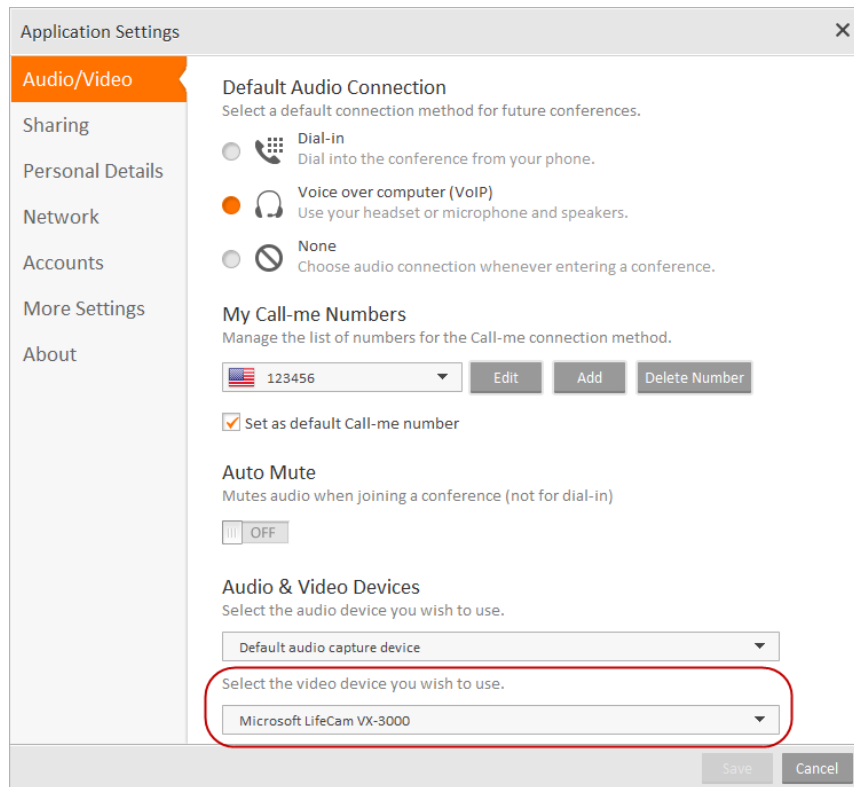 Application Settings
Audio/Video
Sharing
Personal Details
Network
Accounts
More Settings
About
Default Audio Connection
Select a default connection method for future conferences.
Dial-in
Dial into the conference from your phone.
Voice over computer (VoIP)
Use your headset or microphone and speakers.
None
Choose audio connection whenever entering a conference.
My Call-me Numbers
Manage the list of numbers for the Call-me connection method.
123456 Edit Add Delete Number
Set as default Call-me number
Auto Mute
Mutes audio when joining a conference (not for dial-in)
OFF
Audio & Video Devices
Select the audio device you wish to use.
Default audio capture device
Select the video device you wish to use.
Microsoft LifeCam VX-3000
Save Cancel